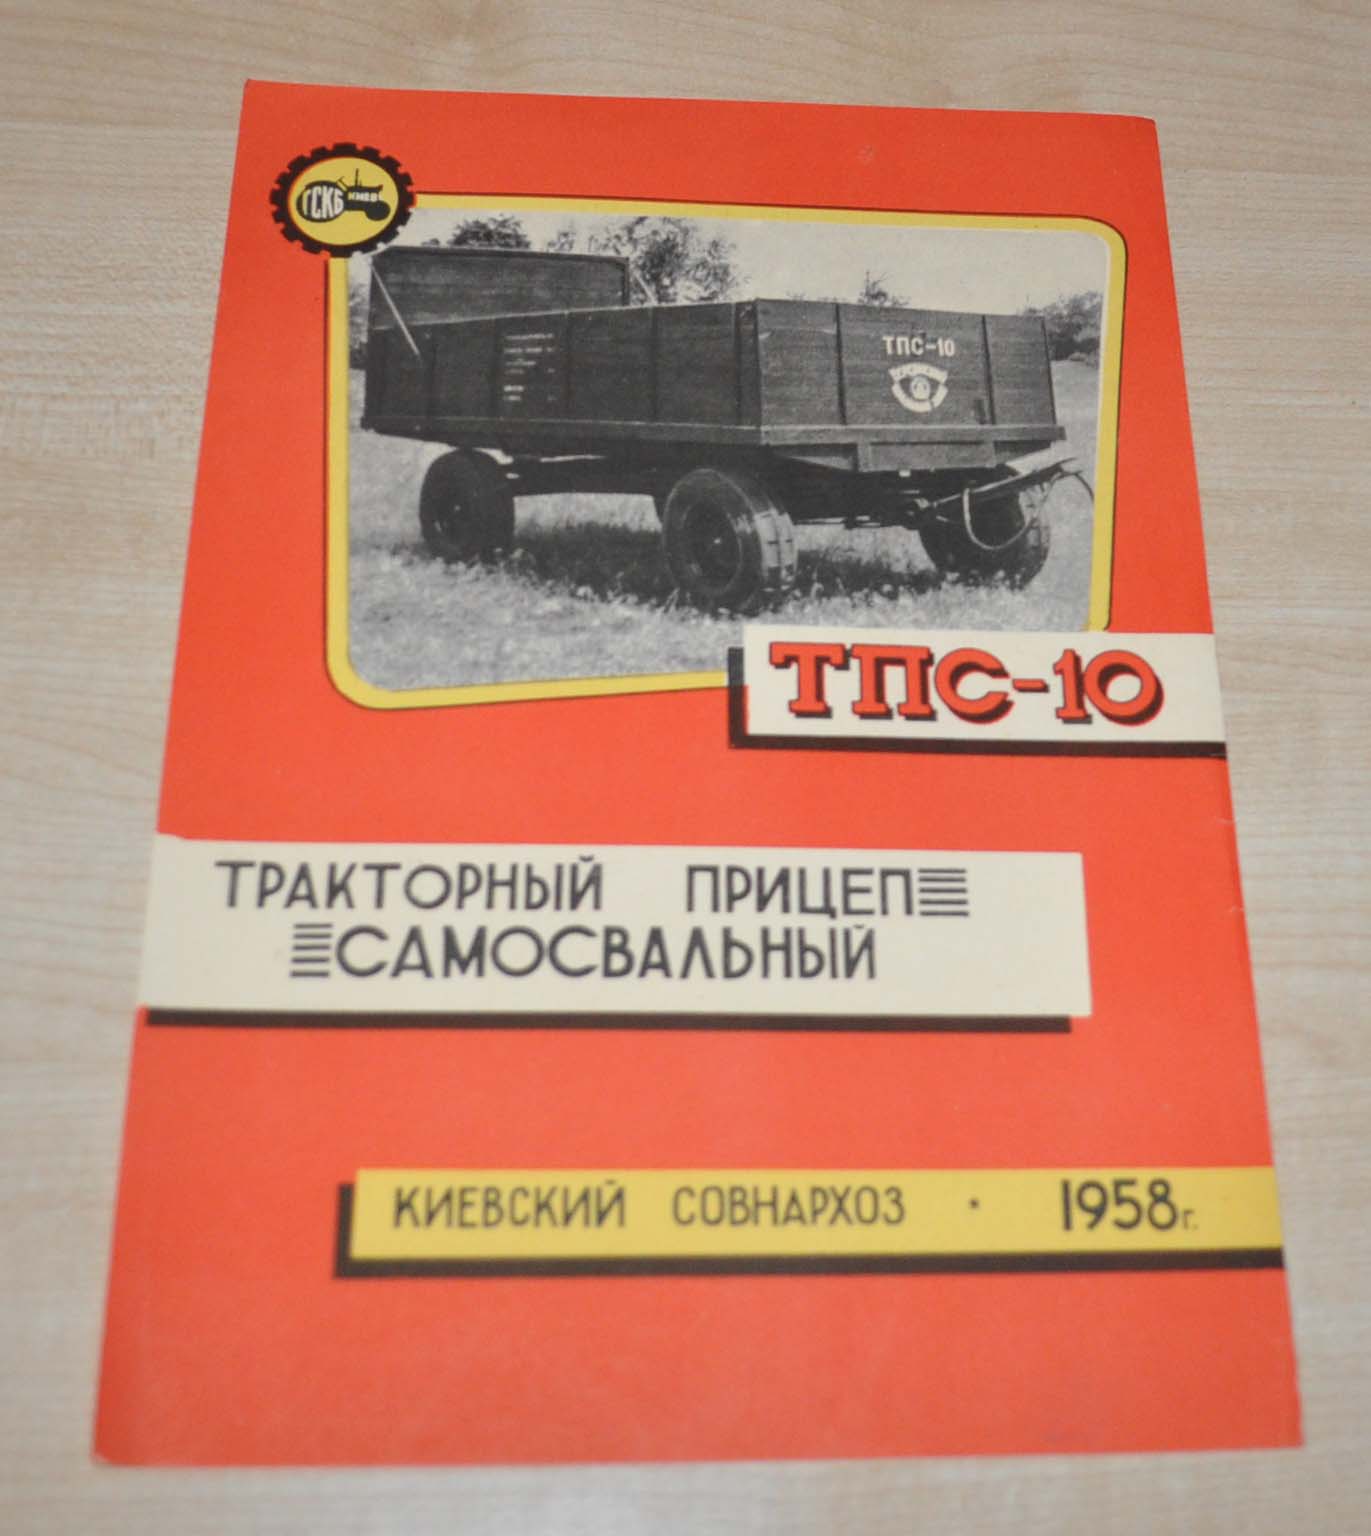 ГСКБ КИЕВ
ТПС-10
ТПС-10
ТРАКТОРНЫЙ ПРИЦЕП
САМОСВАЛЬНЫЙ
КИЕВСКИЙ СОВНАРХОЗ · 1958г.